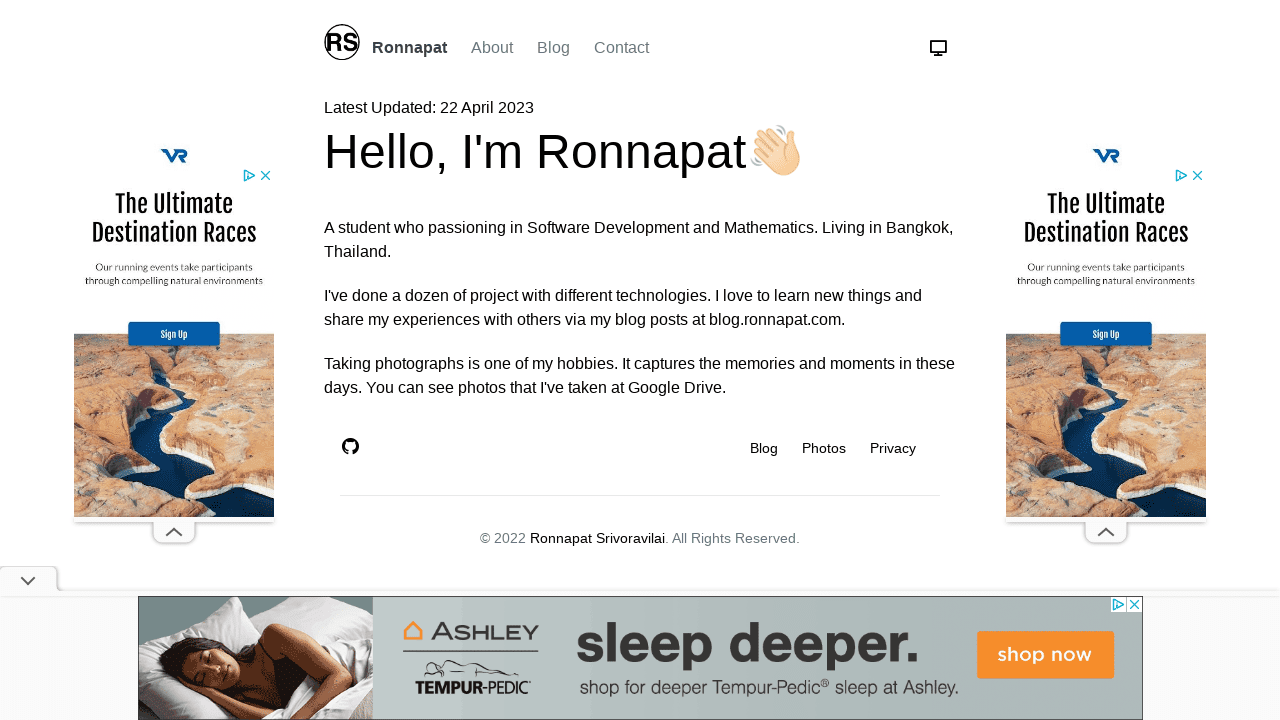 RS
Ronnapat About Blog Contact
Latest Updated: 22 April 2023
Hello, I'm Ronnapat👋🏻
A student who passioning in Software Development and Mathematics. Living in Bangkok,
Thailand.
I've done a dozen of project with different technologies. I love to learn new things and
share my experiences with others via my blog posts at blog.ronnapat.com.
Taking photographs is one of my hobbies. It captures the memories and moments in these
days. You can see photos that I've taken at Google Drive.
Blog Photos Privacy
© 2022 Ronnapat Srivoravilai. All Rights Reserved.
VR
The Ultimate
Destination Races
Our running events take participants
through compelling natural environments
Sign Up
VR
The Ultimate
Destination Races
Our running events take participants
through compelling natural environments
Sign Up
ASHLEY
TEMPUR-PEDIC®
sleep deeper.
shop for deeper Tempur-Pedic® sleep at Ashley.
shop now